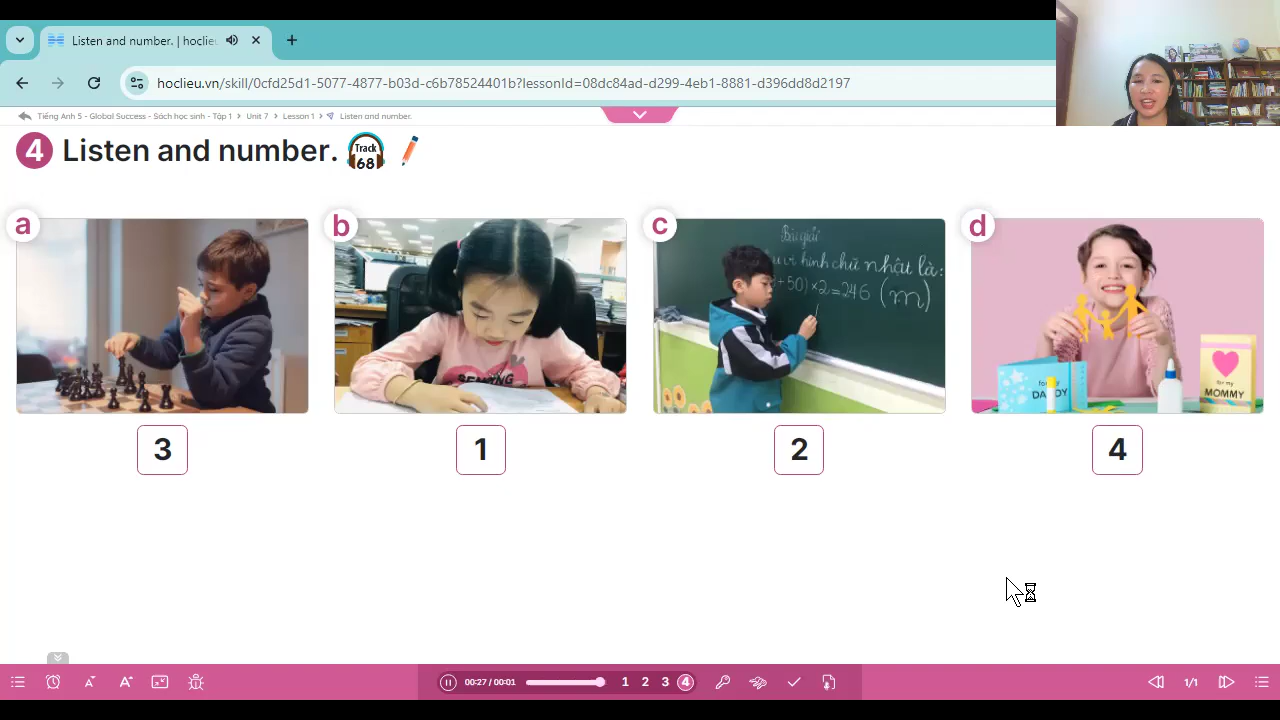 Listen and number. | hoclie
hoclieu.vn/skill/0cfd25d1-5077-4877-b03d-c6b78524401b?lessonId=08dc84ad-d299-4eb1-8881-d396dd8d2197
Tiếng Anh 5 - Global Success - Sách học sinh - Tập 1 > Unit 7 > Lesson 1 > Listen and number.
4 Listen and number. Track 68
a b c d
Bài giải
hình chữ nhật là:
+ 50) × 2 = 246 (m)
for my
MOMMY
3 1 2 4
00:27 / 00:01 1 2 3 4 1/1